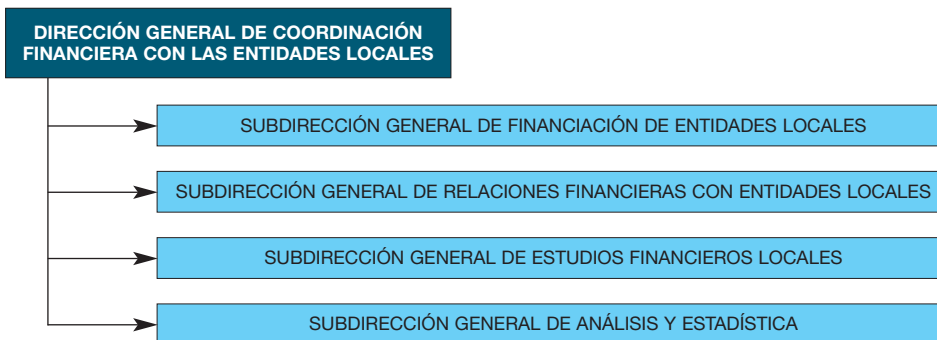 DIRECCIÓN GENERAL DE COORDINACIÓN
FINANCIERA CON LAS ENTIDADES LOCALES
SUBDIRECCIÓN GENERAL DE FINANCIACIÓN DE ENTIDADES LOCALES
SUBDIRECCIÓN GENERAL DE RELACIONES FINANCIERAS CON ENTIDADES LOCALES
SUBDIRECCIÓN GENERAL DE ESTUDIOS FINANCIEROS LOCALES
SUBDIRECCIÓN GENERAL DE ANÁLISIS Y ESTADÍSTICA